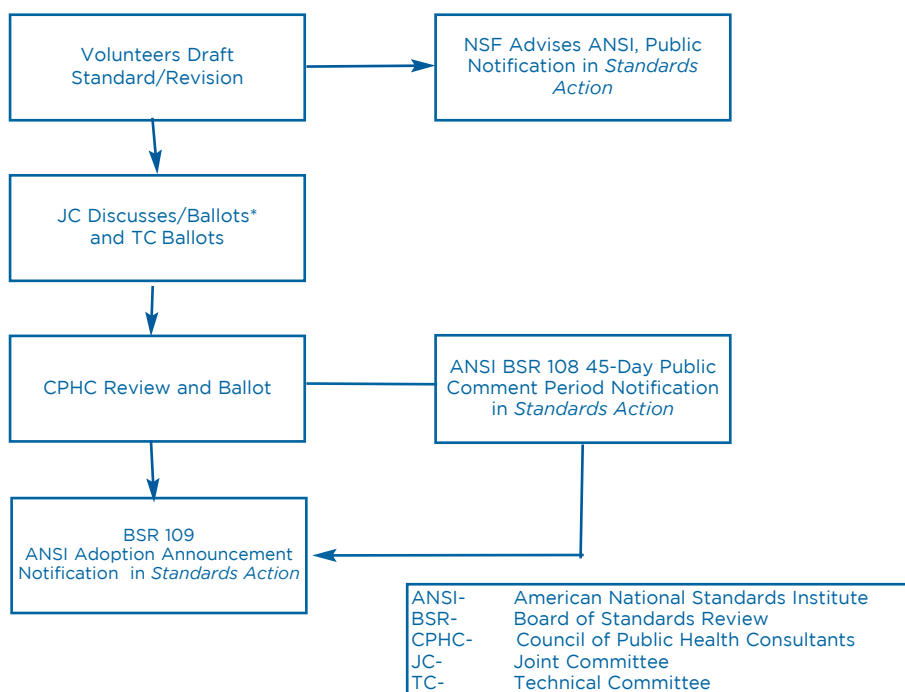 Volunteers Draft
Standard/Revision
NSF Advises ANSI, Public
Notification in Standards
Action
JC Discusses/Ballots*
and TC Ballots
CPHC Review and Ballot
ANSI BSR 108 45-Day Public
Comment Period Notification
in Standards Action
BSR 109
ANSI Adoption Announcement
Notification in Standards Action
ANSI- American National Standards Institute
BSR- Board of Standards Review
CPHC- Council of Public Health Consultants
JC- Joint Committee
TC- Technical Committee